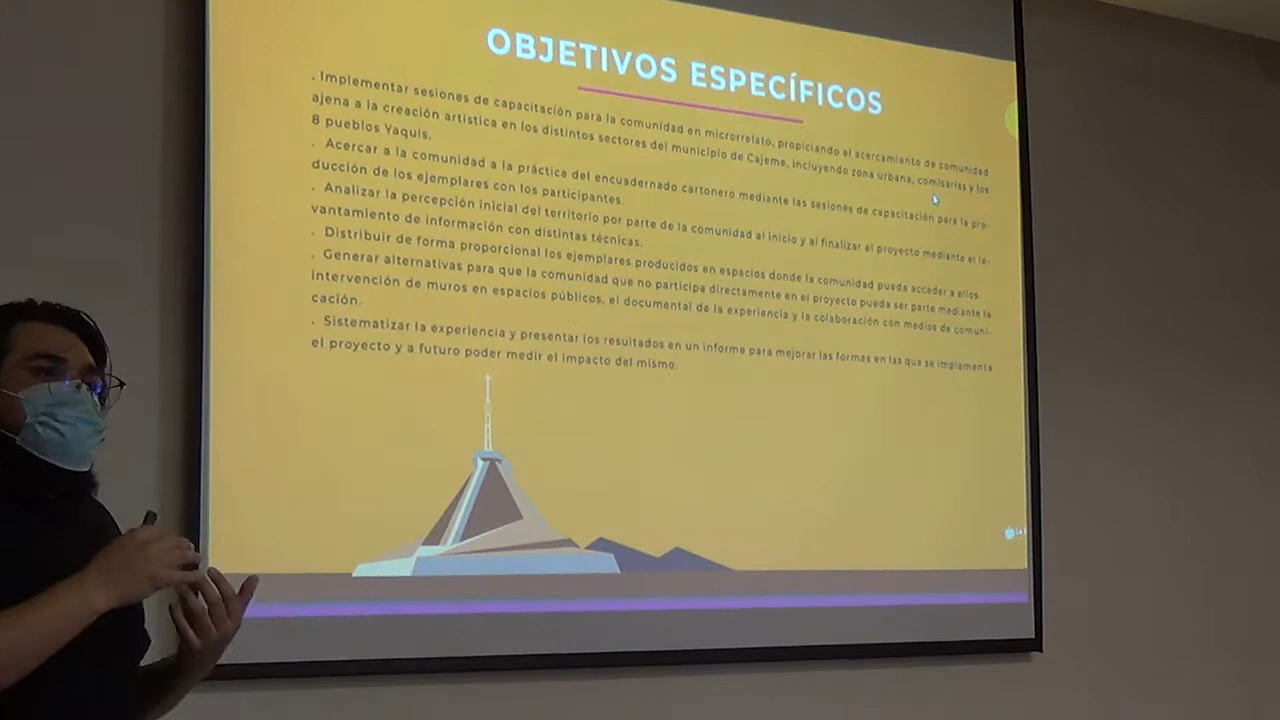 OBJETIVOS ESPECÍFICOS
. Implementar sesiones de capacitación para la comunidad en microrrelato, propiciando el acercamiento de comunidad
ajena a la creación artística en los distintos sectores del municipio de Cajeme, incluyendo zona urbana, comisarias y los
8 pueblos Yaquis.
. Acercar a la comunidad a la práctica del encuadernado cartonero mediante las sesiones de capacitación para la pro-
ducción de los ejemplares con los participantes.
. Analizar la percepción inicial del territorio por parte de la comunidad al inicio y al finalizar el proyecto mediante el le-
vantamiento de información con distintas técnicas.
. Distribuir de forma proporcional los ejemplares producidos en espacios donde la comunidad pueda acceder a ellos.
. Generar alternativas para que la comunidad que no participa directamente en el proyecto pueda ser parte mediante la
intervención de muros en espacios públicos, el documental de la experiencia y la colaboración con medios de comuni-
cación.
. Sistematizar la experiencia y presentar los resultados en un informe para mejorar las formas en las que se implementa
el proyecto y a futuro poder medir el impacto del mismo.